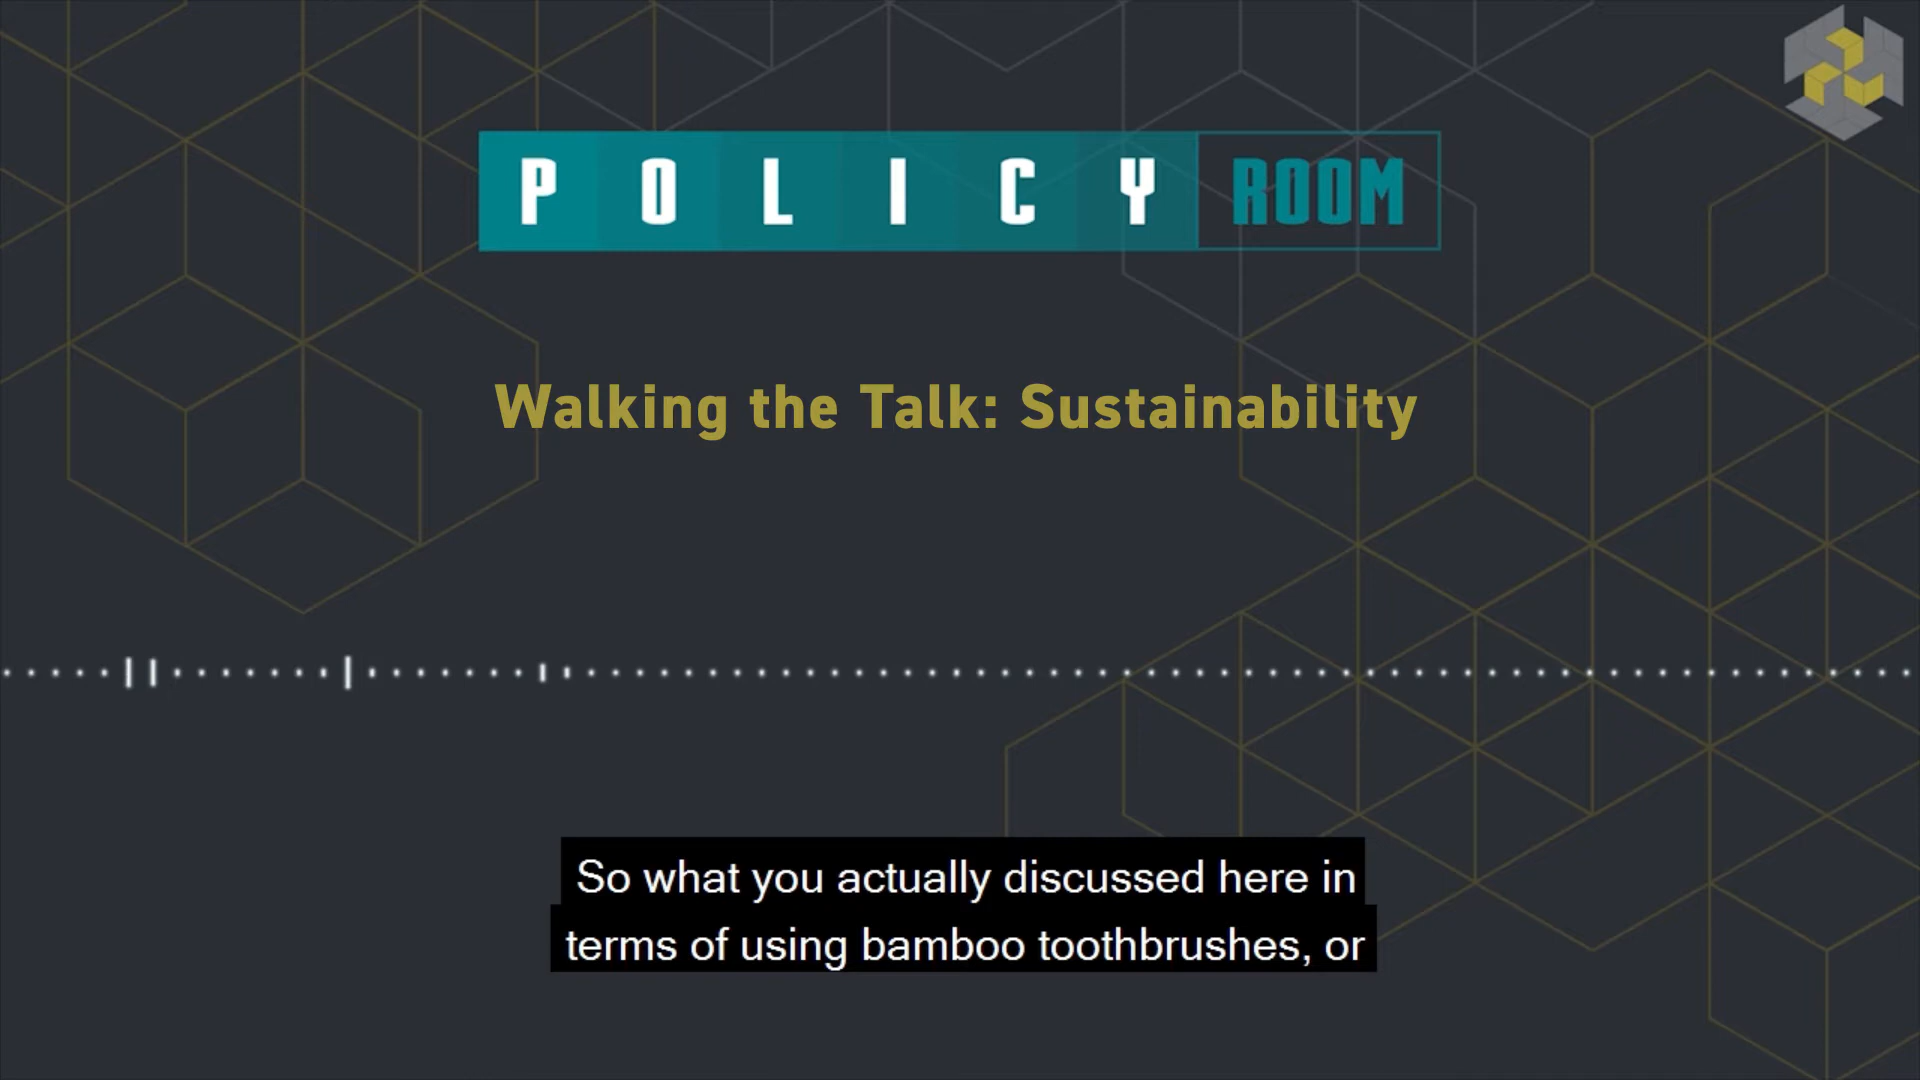 POLICY ROOM
Walking the Talk: Sustainability
So what you actually discussed here in
terms of using bamboo toothbrushes, or